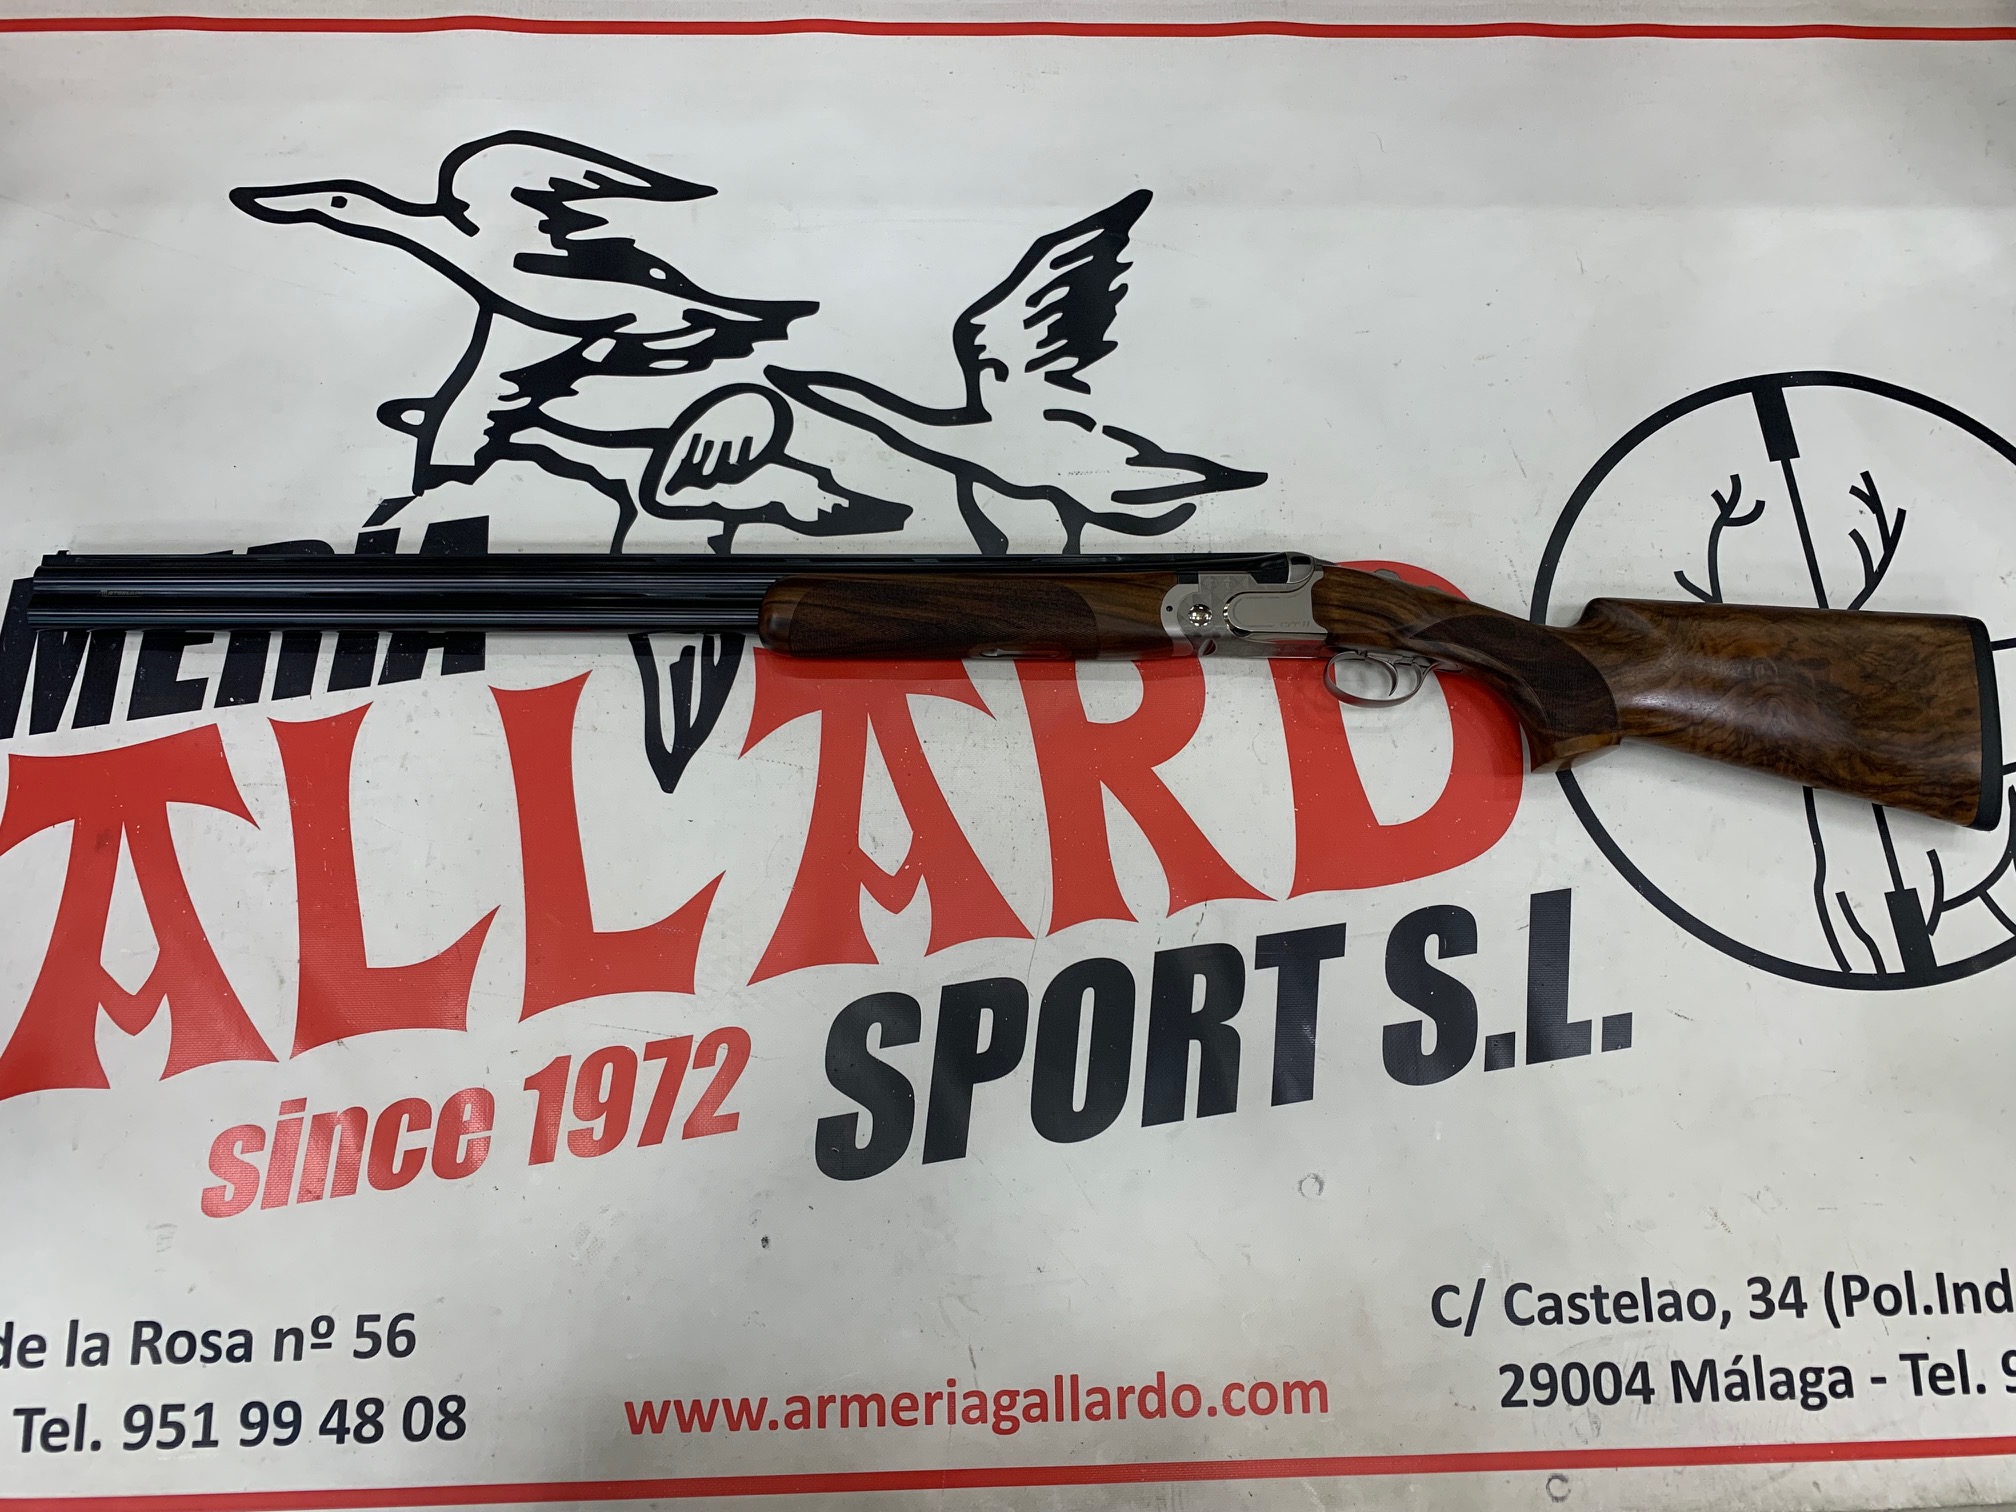 MERÍA
ALLARD
SPORT S.L.
since 1972
de la Rosa nº 56
Tel. 951 99 48 08
www.armeriagallardo.com
C/ Castelao, 34 (Pol.Ind
29004 Málaga - Tel. 9